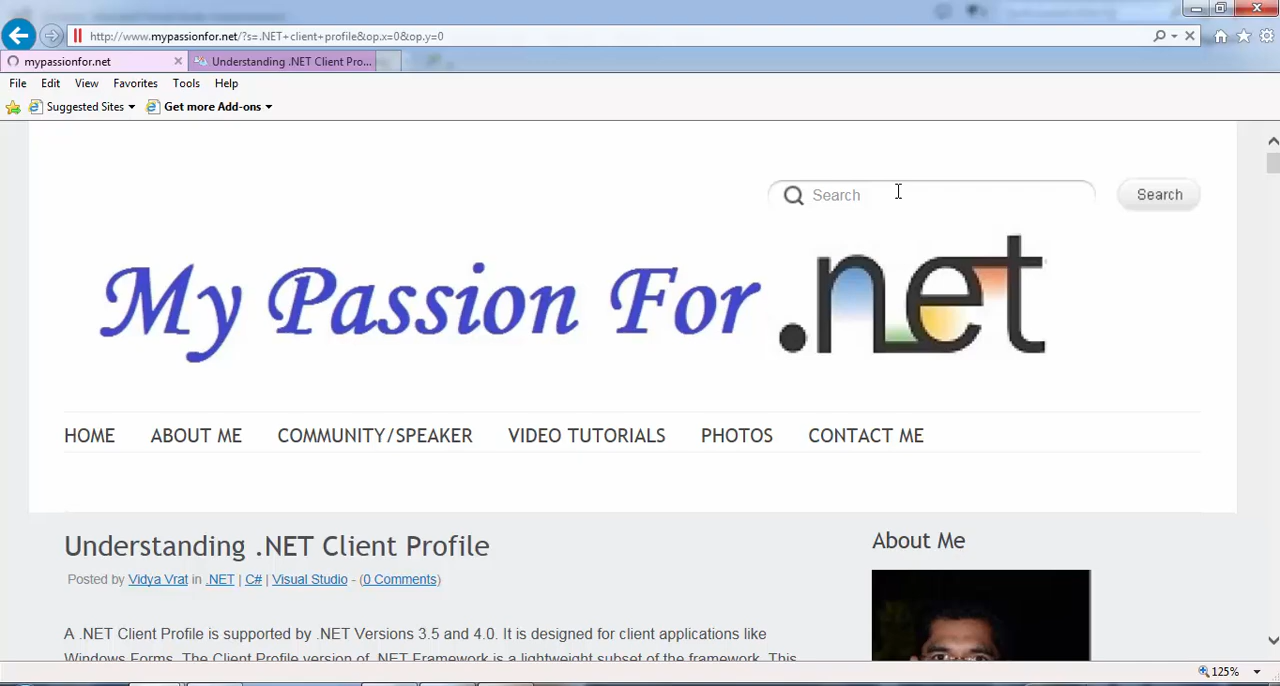 http://www.mypassionfor.net/?s=.NET+client+profile&op.x=0&op.y=0
mypassionfor.net
Understanding .NET Client Pro...
File Edit View Favorites Tools Help
Suggested Sites Get more Add-ons
Search Search
My Passion For .net
HOME ABOUT ME COMMUNITY/SPEAKER VIDEO TUTORIALS PHOTOS CONTACT ME
Understanding .NET Client Profile
About Me
Posted by Vidya Vrat in .NET | C# | Visual Studio - (0 Comments)
A .NET Client Profile is supported by .NET Versions 3.5 and 4.0. It is designed for client applications like
Windows Forms. The Client Profile version of .NET Framework is a lightweight subset of the framework. This
125%